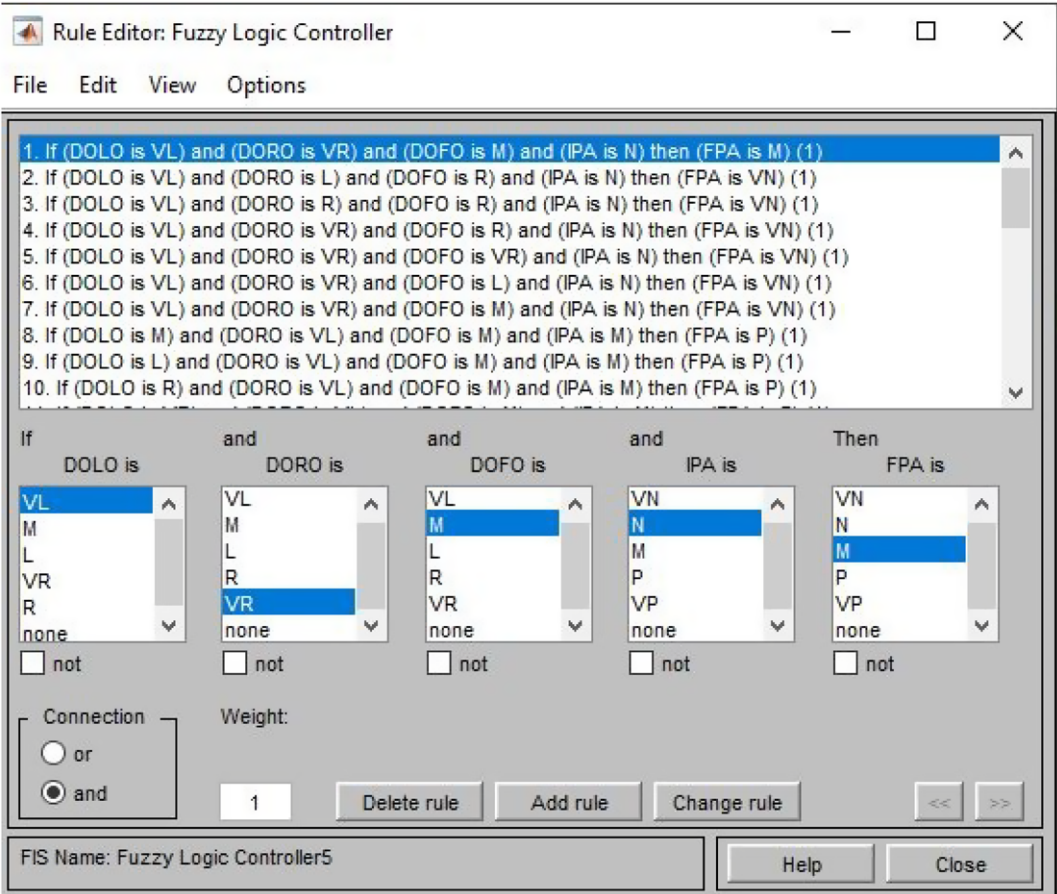 Rule Editor: Fuzzy Logic Controller
File Edit View Options
1. If (DOLO is VL) and (DORO is VR) and (DOFO is M) and (IPA is N) then (FPA is M) (1)
2. If (DOLO is VL) and (DORO is L) and (DOFO is R) and (IPA is N) then (FPA is VN) (1)
3. If (DOLO is VL) and (DORO is R) and (DOFO is R) and (IPA is N) then (FPA is VN) (1)
4. If (DOLO is VL) and (DORO is VR) and (DOFO is R) and (IPA is N) then (FPA is VN) (1)
5. If (DOLO is VL) and (DORO is VR) and (DOFO is VR) and (IPA is N) then (FPA is VN) (1)
6. If (DOLO is VL) and (DORO is VR) and (DOFO is L) and (IPA is N) then (FPA is VN) (1)
7. If (DOLO is VL) and (DORO is VR) and (DOFO is M) and (IPA is N) then (FPA is VN) (1)
8. If (DOLO is M) and (DORO is VL) and (DOFO is M) and (IPA is M) then (FPA is P) (1)
9. If (DOLO is L) and (DORO is VL) and (DOFO is M) and (IPA is M) then (FPA is P) (1)
10. If (DOLO is R) and (DORO is VL) and (DOFO is M) and (IPA is M) then (FPA is P) (1)
If and and and Then
DOLO is DORO is DOFO is IPA is FPA is
VL VL VL VN VN
M M M N N
L L L M M
VR R R P P
R VR VR VP VP
none none none none none
not not not not not
Connection Weight:
or
and 1 Delete rule Add rule Change rule << >>
FIS Name: Fuzzy Logic Controller5 Help Close